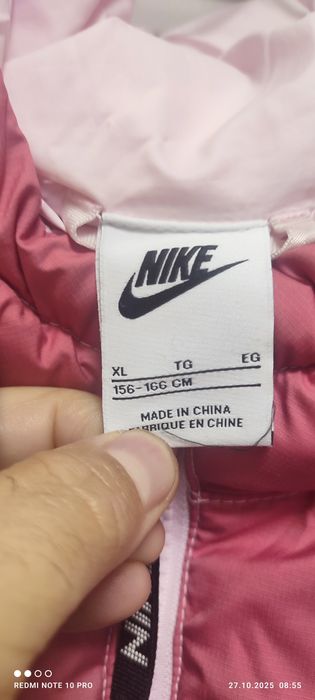 NIKE
XL TG EG
156-166 CM
MADE IN CHINA
FABRIQUE EN CHINE
NIK
REDMI NOTE 10 PRO
27.10.2025 08:55